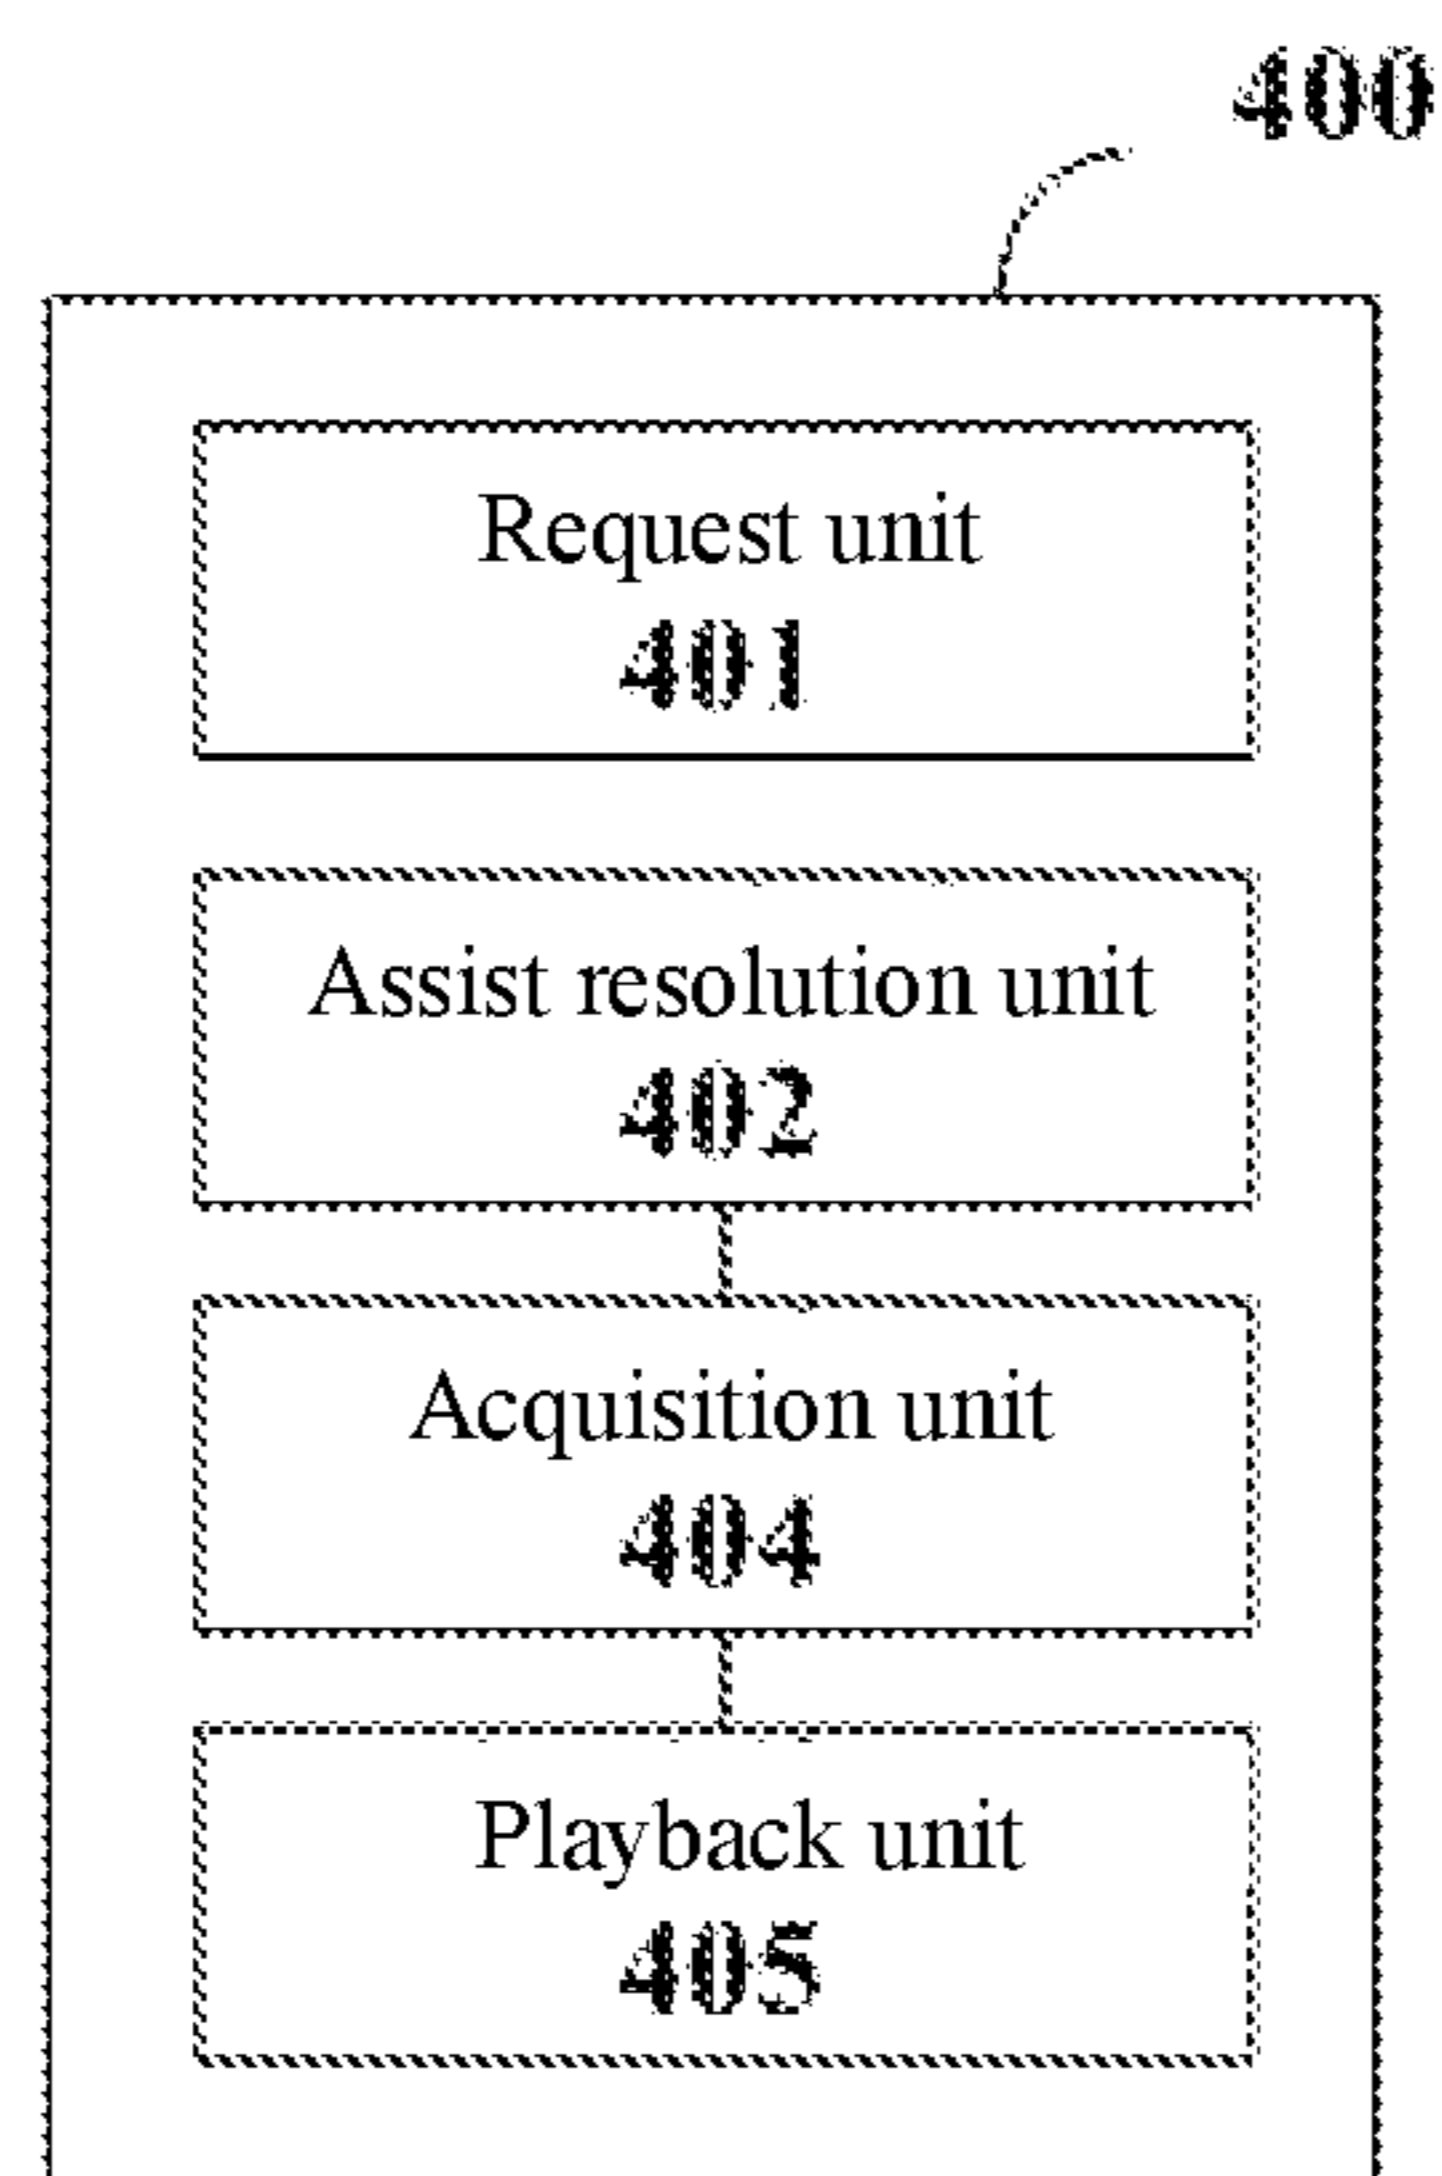 400
Request unit
401
Assist resolution unit
402
Acquisition unit
404
Playback unit
405